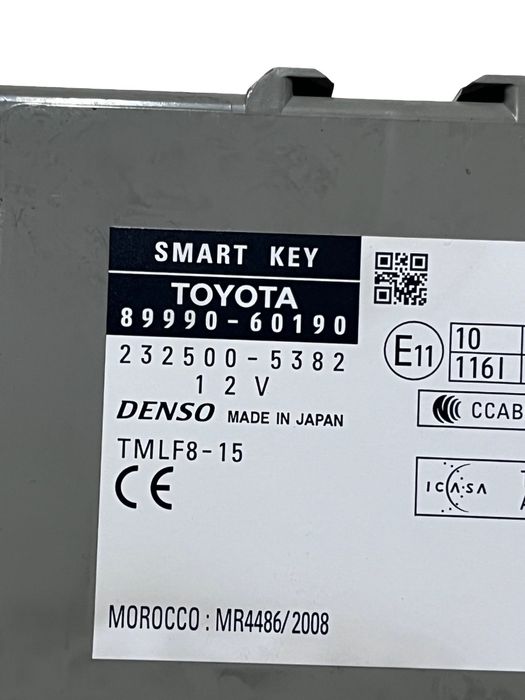 SMART KEY
TOYOTA
89990-60190
232500-5382
12V
DENSO MADE IN JAPAN
TMLF8-15
CE
MOROCCO : MR4486/2008
E11
10
116I
CCAB
ICASA